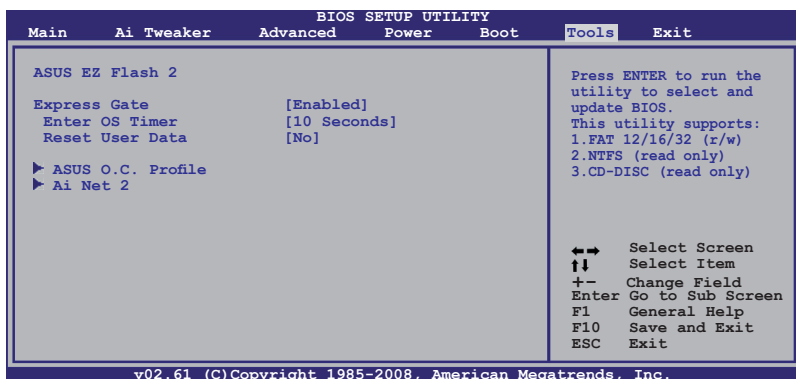 BIOS SETUP UTILITY
Main Ai Tweaker Advanced Power Boot Tools Exit
ASUS EZ Flash 2
Express Gate [Enabled]
Enter OS Timer [10 Seconds]
Reset User Data [No]
ASUS O.C. Profile
Ai Net 2
Press ENTER to run the
utility to select and
update BIOS.
This utility supports:
1.FAT 12/16/32 (r/w)
2.NTFS (read only)
3.CD-DISC (read only)
←→ Select Screen
↑↓ Select Item
+- Change Field
Enter Go to Sub Screen
F1 General Help
F10 Save and Exit
ESC Exit
v02.61 (C)Copyright 1985-2008, American Megatrends, Inc.